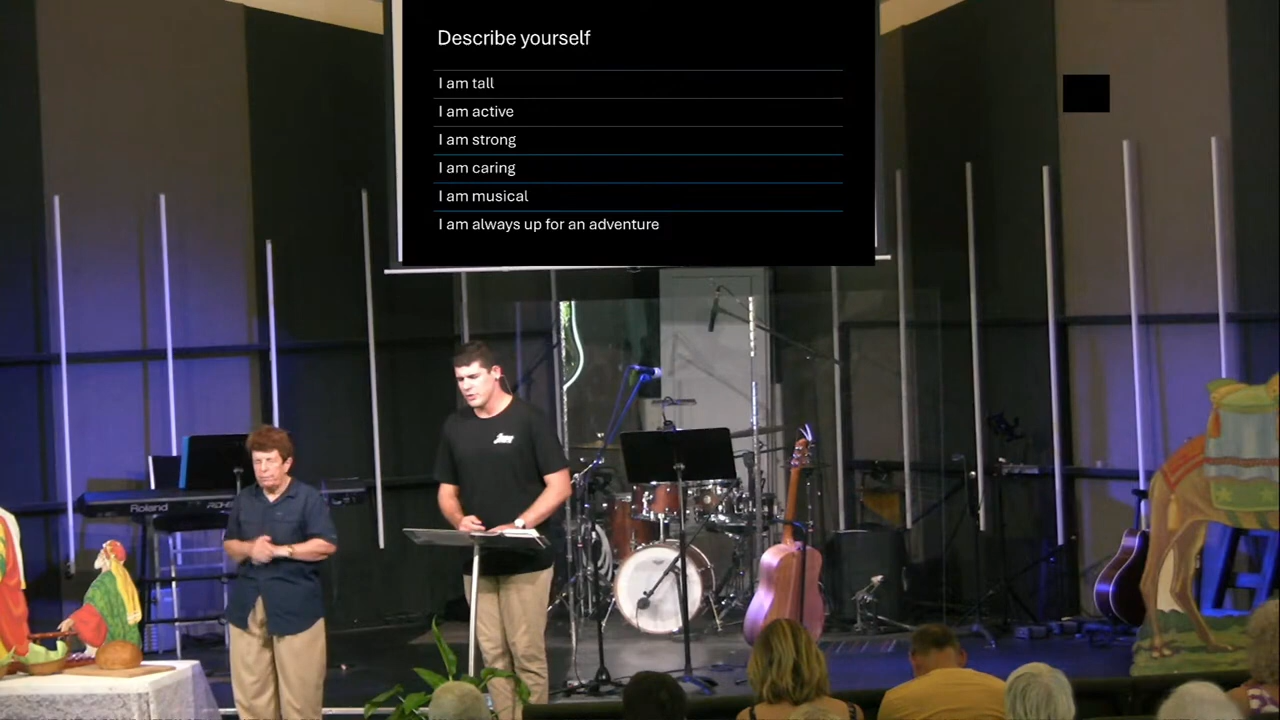 Describe yourself
I am tall
I am active
I am strong
I am caring
I am musical
I am always up for an adventure
Roland